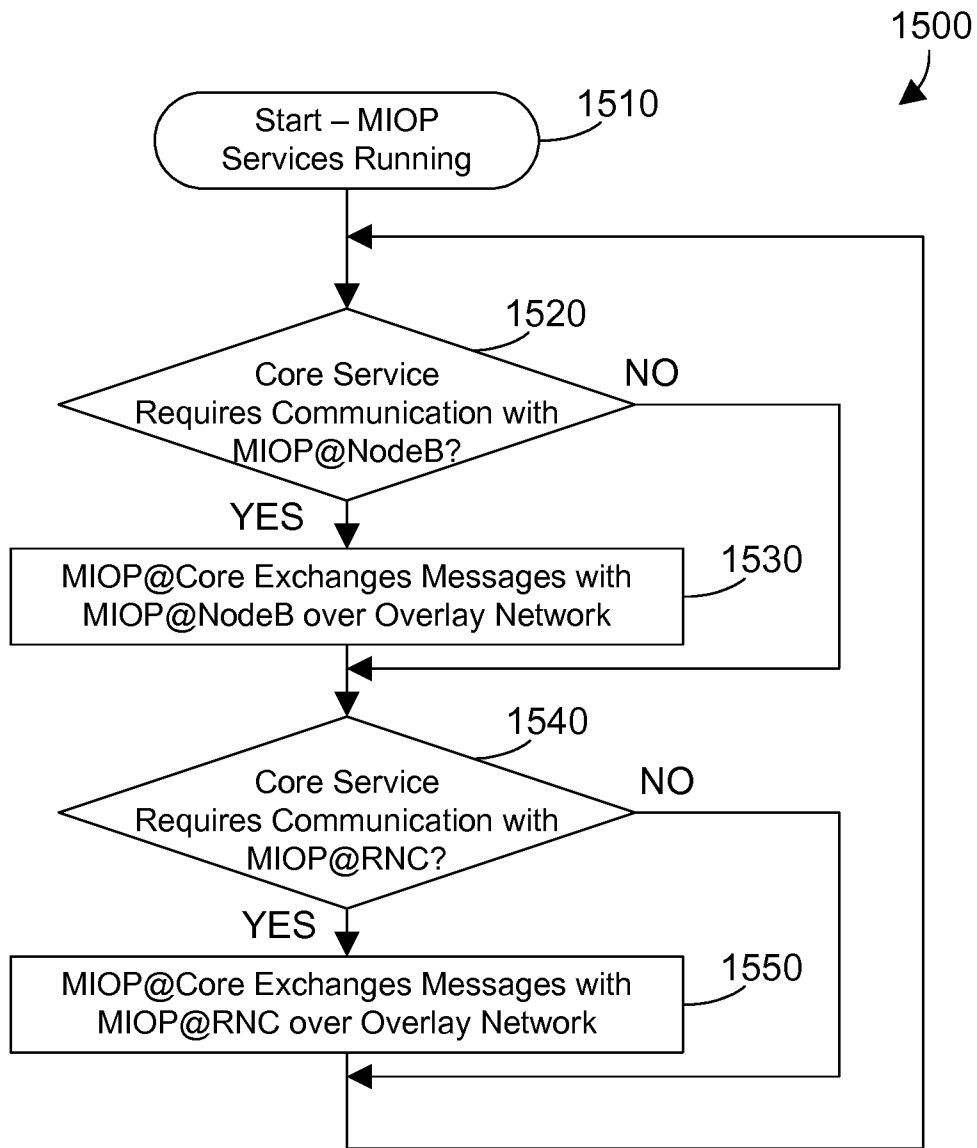 1500
Start – MIOP
Services Running
1510
1520
Core Service
Requires Communication with
MIOP@NodeB?
NO
YES
MIOP@Core Exchanges Messages with
MIOP@NodeB over Overlay Network
1530
1540
Core Service
Requires Communication with
MIOP@RNC?
NO
YES
MIOP@Core Exchanges Messages with
MIOP@RNC over Overlay Network
1550